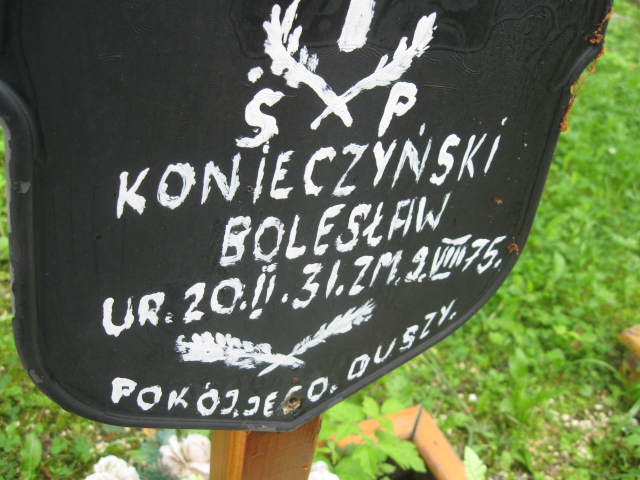 Ś P
KONIECZYŃSKI
BOLESŁAW
UR. 20.II.31. ZM. 9.VIII 75.
POKÓJ.JEGO. DUSZY.